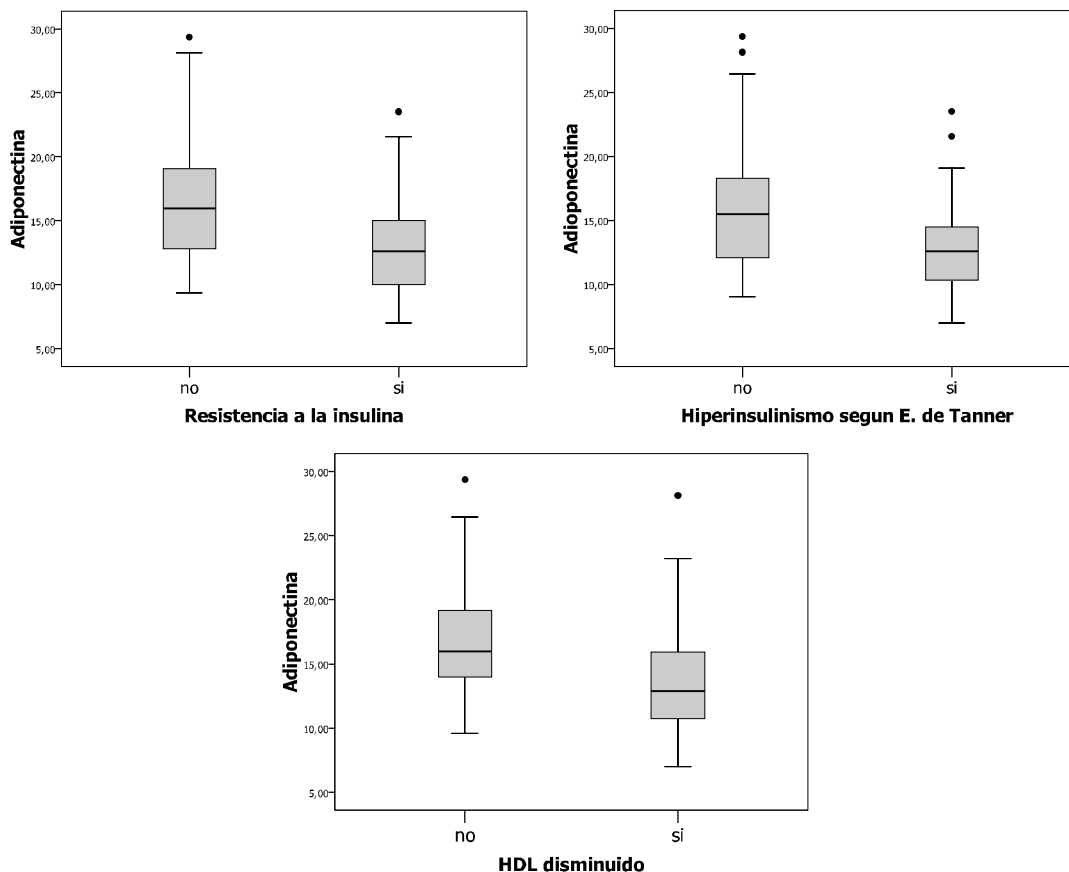 30,00
25,00
20,00
15,00
10,00
5,00
Adiponectina
no si
Resistencia a la insulina
30,00
25,00
20,00
15,00
10,00
5,00
Adioponectina
no si
Hiperinsulinismo segun E. de Tanner
30,00
25,00
20,00
15,00
10,00
5,00
Adiponectina
no si
HDL disminuido